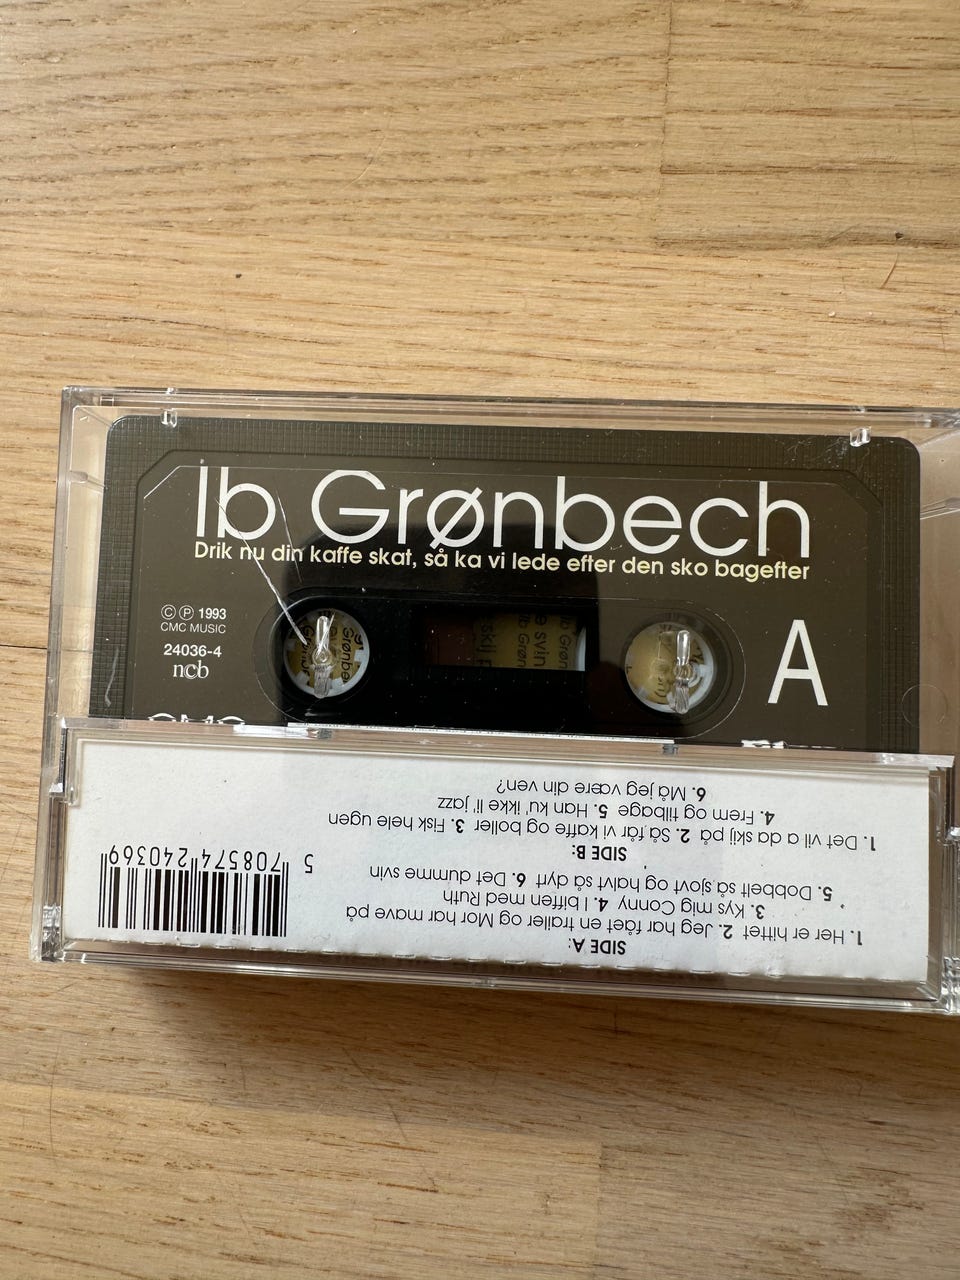 Ib Grønbech
Drik nu din kaffe skat, så ka vi lede efter den sko bagefter
© ℗ 1993
CMC MUSIC
24036-4
ncb
A
CMC
SIDE A:
1. Her er hittet 2. Jeg har fået en trailer og Mor har mave på
3. Kys mig Conny 4. I biffen med Ruth
5. Dobbelt så sjovt og halvt så dyrt 6. Det dumme svin
SIDE B:
1. Det vil a da skij på 2. Så får vi kaffe og boller 3. Fisk hele ugen
4. Frem og tilbage 5. Han ku' ikke li' jazz
6. Må jeg være din ven?
5 708574 240369